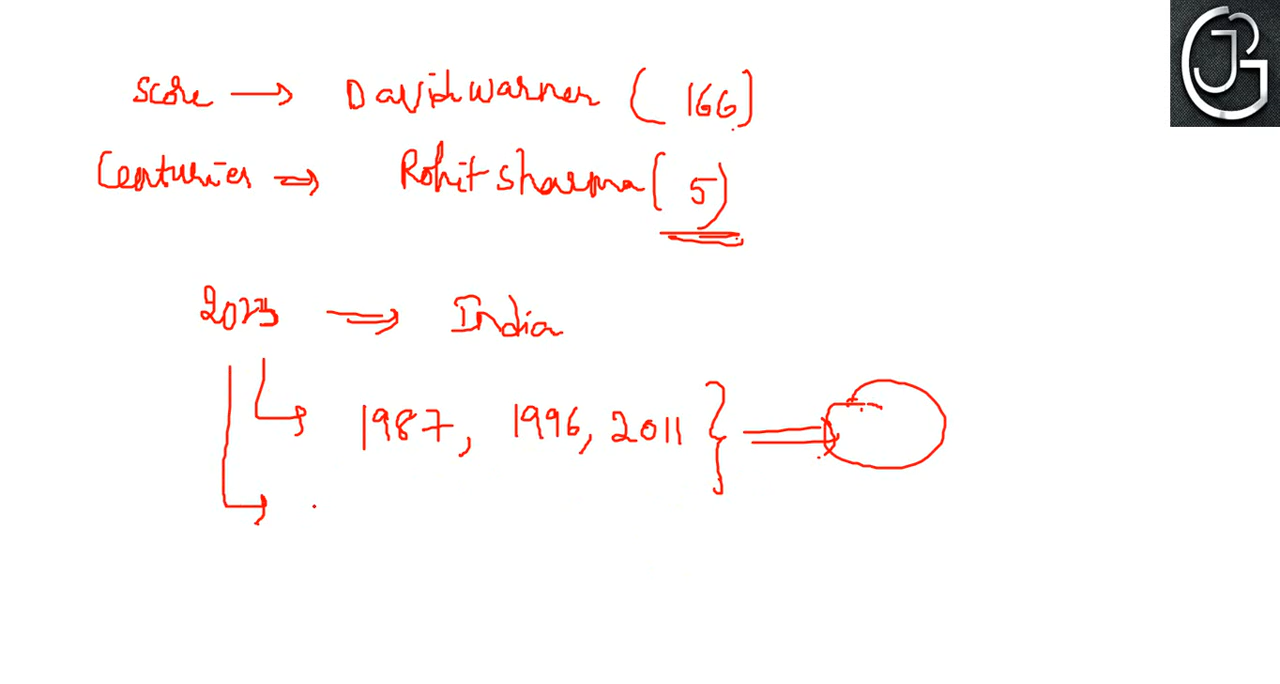 Score → David Warner (166)
Centuries ⇒ Rohit Sharma (5)
2023 ⇒ India
1987, 1996, 2011